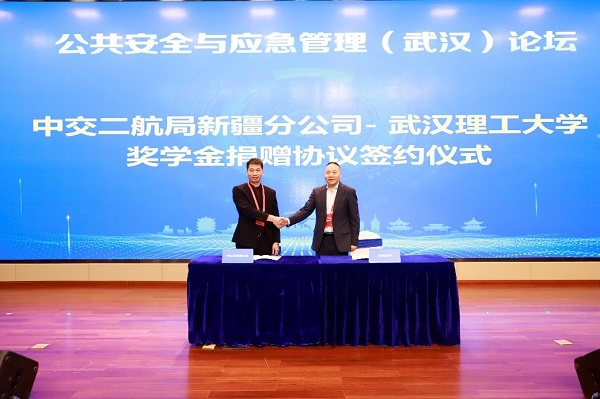 公共安全与应急管理（武汉）论坛
中交二航局新疆分公司- 武汉理工大学
奖学金捐赠协议签约仪式